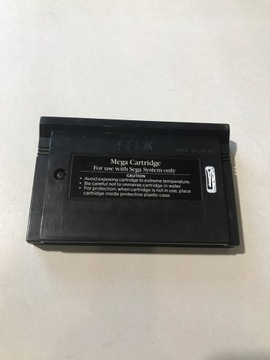 SEGA
Mega Cartridge
For use with Sega System only
CAUTION
• Avoid exposing cartridge to extreme temperature.
• Be careful not to immerse cartridge in water.
• For protection, when cartridge is not in use, place
cartridge inside protective plastic case